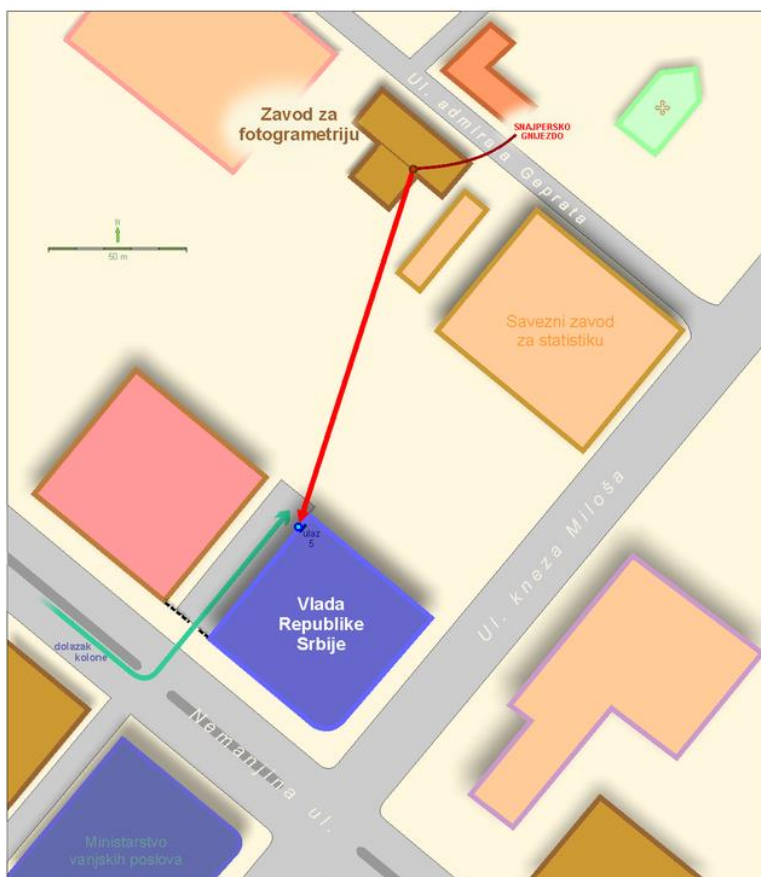 Ul. admirala Geprata
Zavod za
fotogrametriju
SNAJPERSKO
GNIJEZDO
N
60 m
Savezni zavod
za statistiku
ulaz
5
Ul. kneza Miloša
Vlada
Republike
Srbije
dolazak
kolone
Nemanjina ul.
Ministarstvo
vanjskih poslova